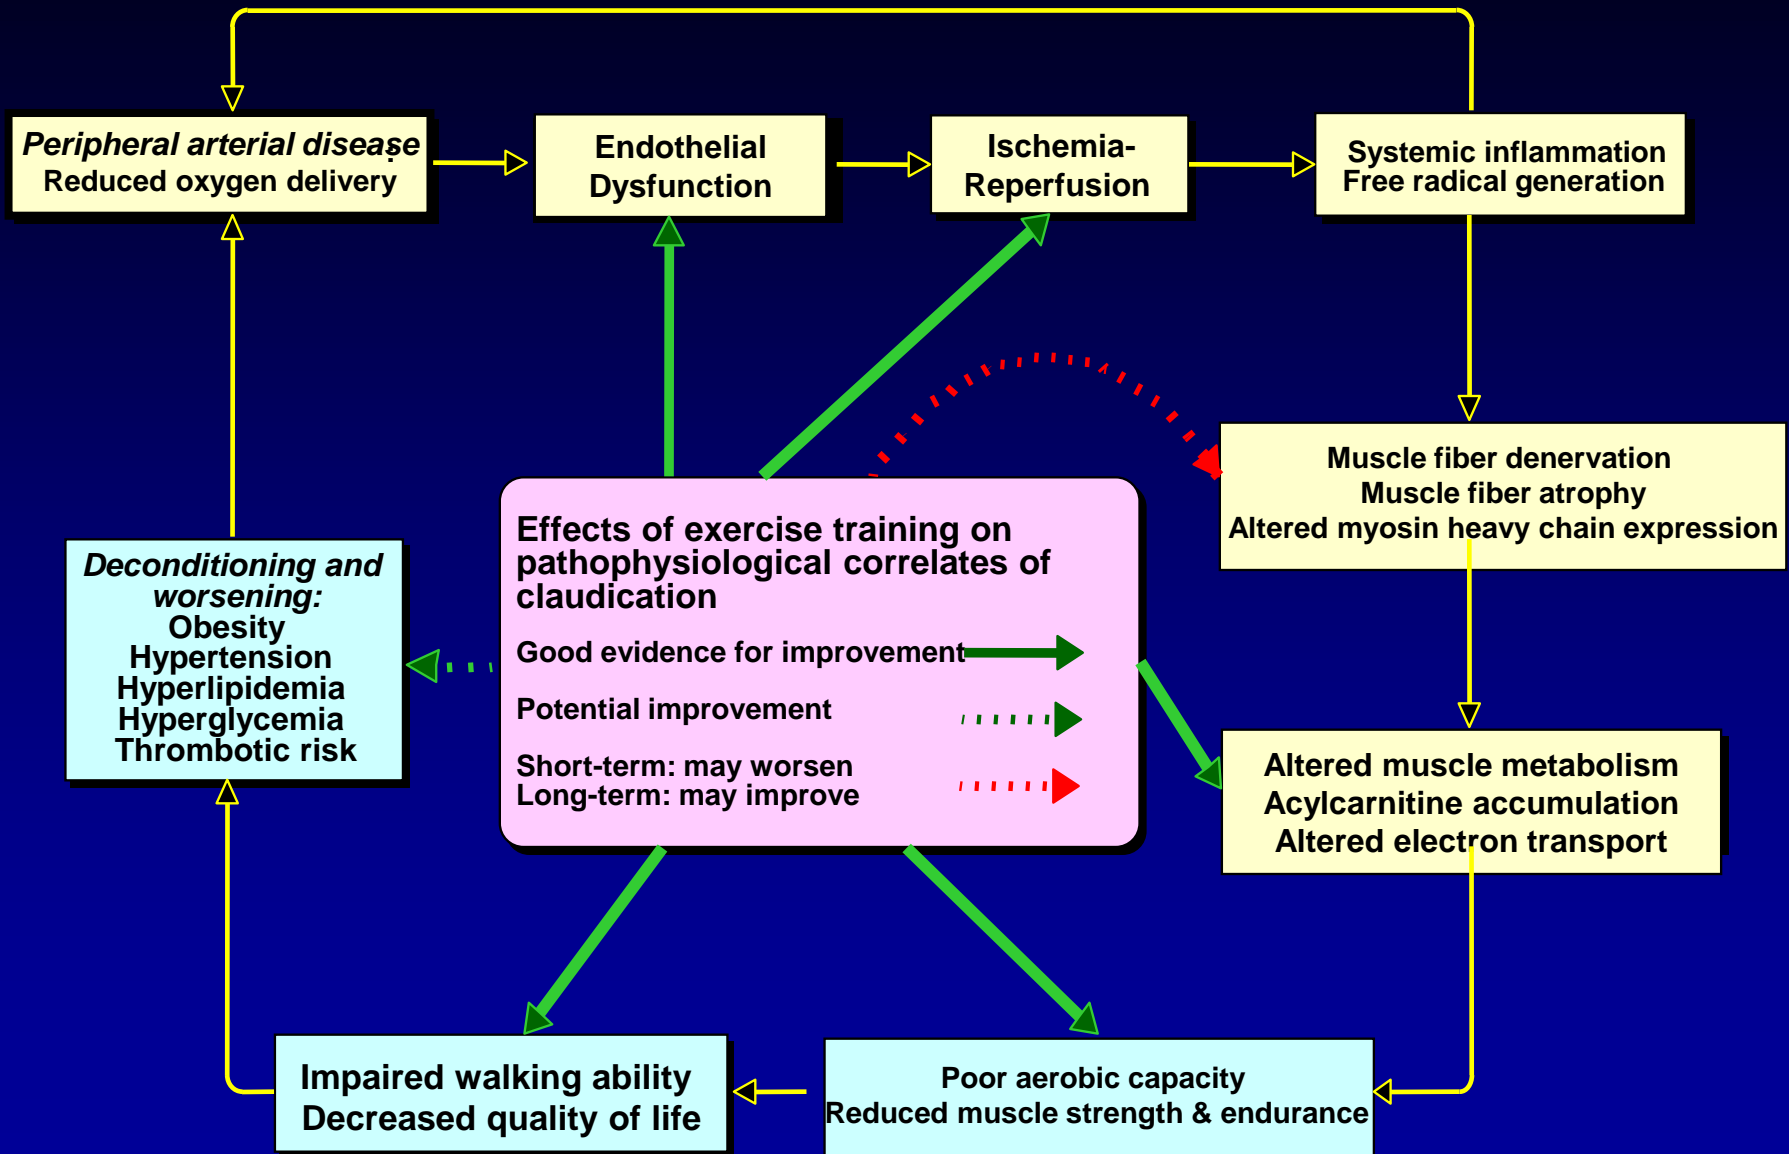 Peripheral arterial disease:
Reduced oxygen delivery
Endothelial
Dysfunction
Ischemia-
Reperfusion
Systemic inflammation
Free radical generation
Muscle fiber denervation
Muscle fiber atrophy
Altered myosin heavy chain expression
Effects of exercise training on
pathophysiological correlates of
claudication
Good evidence for improvement
Potential improvement
Short-term: may worsen
Long-term: may improve
Deconditioning and
worsening:
Obesity
Hypertension
Hyperlipidemia
Hyperglycemia
Thrombotic risk
Altered muscle metabolism
Acylcarnitine accumulation
Altered electron transport
Impaired walking ability
Decreased quality of life
Poor aerobic capacity
Reduced muscle strength & endurance